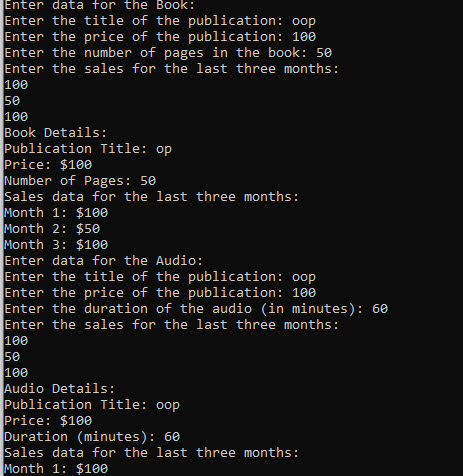 Enter data for the Book:
Enter the title of the publication: oop
Enter the price of the publication: 100
Enter the number of pages in the book: 50
Enter the sales for the last three months:
100
50
100
Book Details:
Publication Title: op
Price: $100
Number of Pages: 50
Sales data for the last three months:
Month 1: $100
Month 2: $50
Month 3: $100
Enter data for the Audio:
Enter the title of the publication: oop
Enter the price of the publication: 100
Enter the duration of the audio (in minutes): 60
Enter the sales for the last three months:
100
50
100
Audio Details:
Publication Title: oop
Price: $100
Duration (minutes): 60
Sales data for the last three months:
Month 1: $100